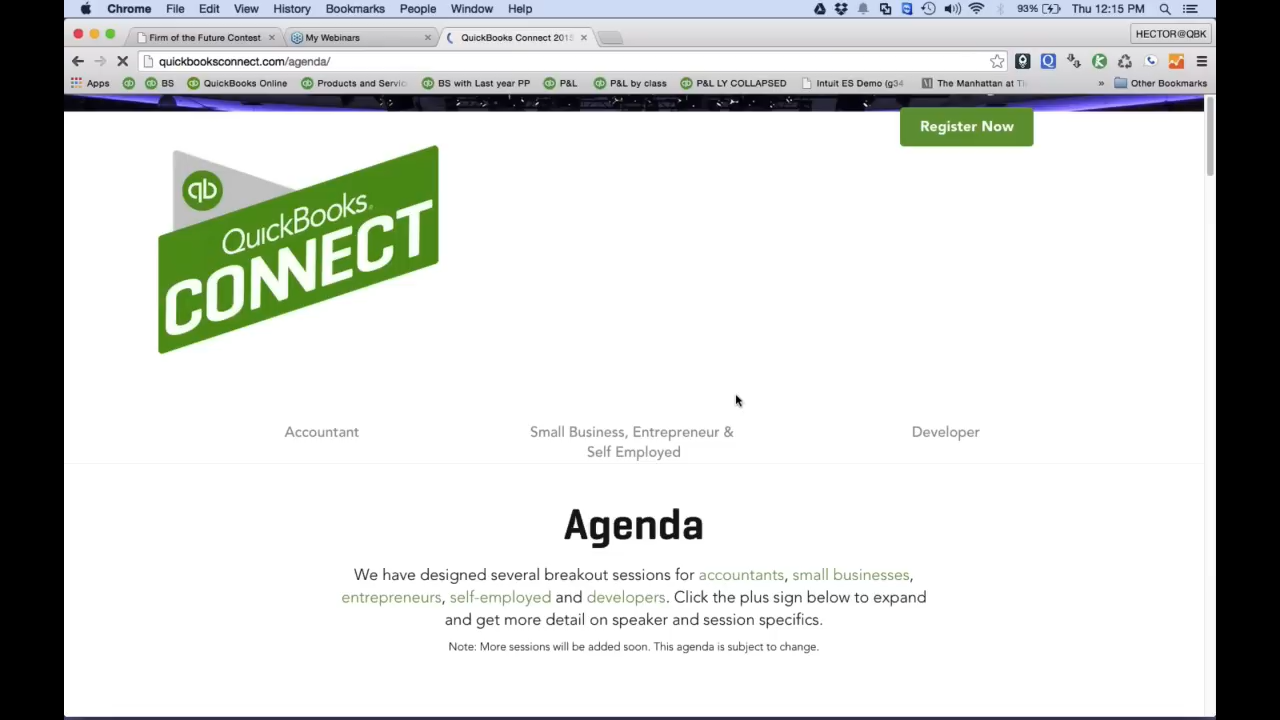 Chrome File Edit View History Bookmarks People Window Help 93% Thu 12:15 PM
Firm of the Future Contest My Webinars QuickBooks Connect 2015 HECTOR@QBK
quickbooksconnect.com/agenda/
Apps BS QuickBooks Online Products and Servic BS with Last year PP P&L P&L by class P&L LY COLLAPSED Intuit ES Demo (g34 The Manhattan at Ti » Other Bookmarks
Register Now
qb
QuickBooks
CONNECT
Accountant
Small Business, Entrepreneur &
Self Employed
Developer
Agenda
We have designed several breakout sessions for accountants, small businesses,
entrepreneurs, self-employed and developers. Click the plus sign below to expand
and get more detail on speaker and session specifics.
Note: More sessions will be added soon. This agenda is subject to change.